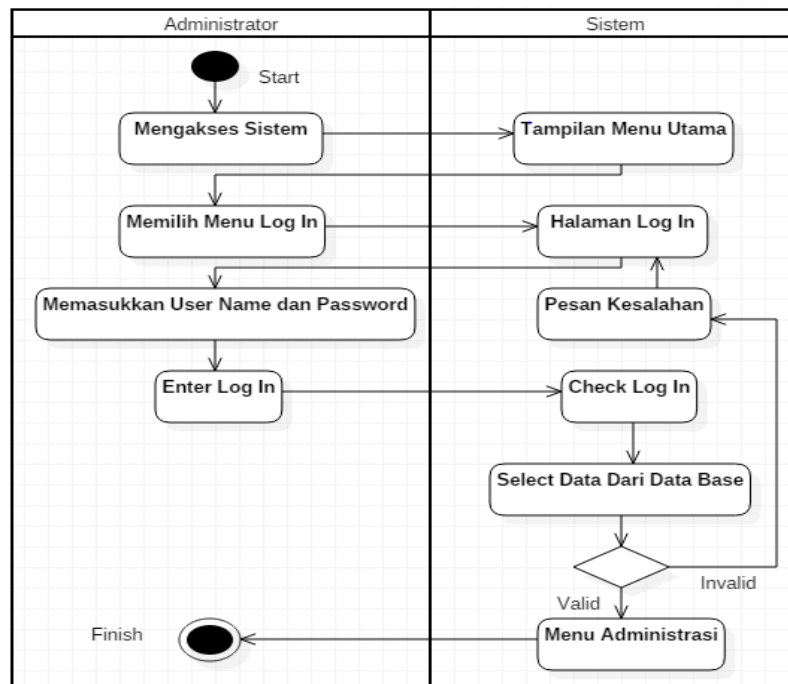 Administrator
Sistem
Start
Mengakses Sistem
Tampilan Menu Utama
Memilih Menu Log In
Halaman Log In
Memasukkan User Name dan Password
Pesan Kesalahan
Enter Log In
Check Log In
Select Data Dari Data Base
Invalid
Valid
Finish
Menu Administrasi